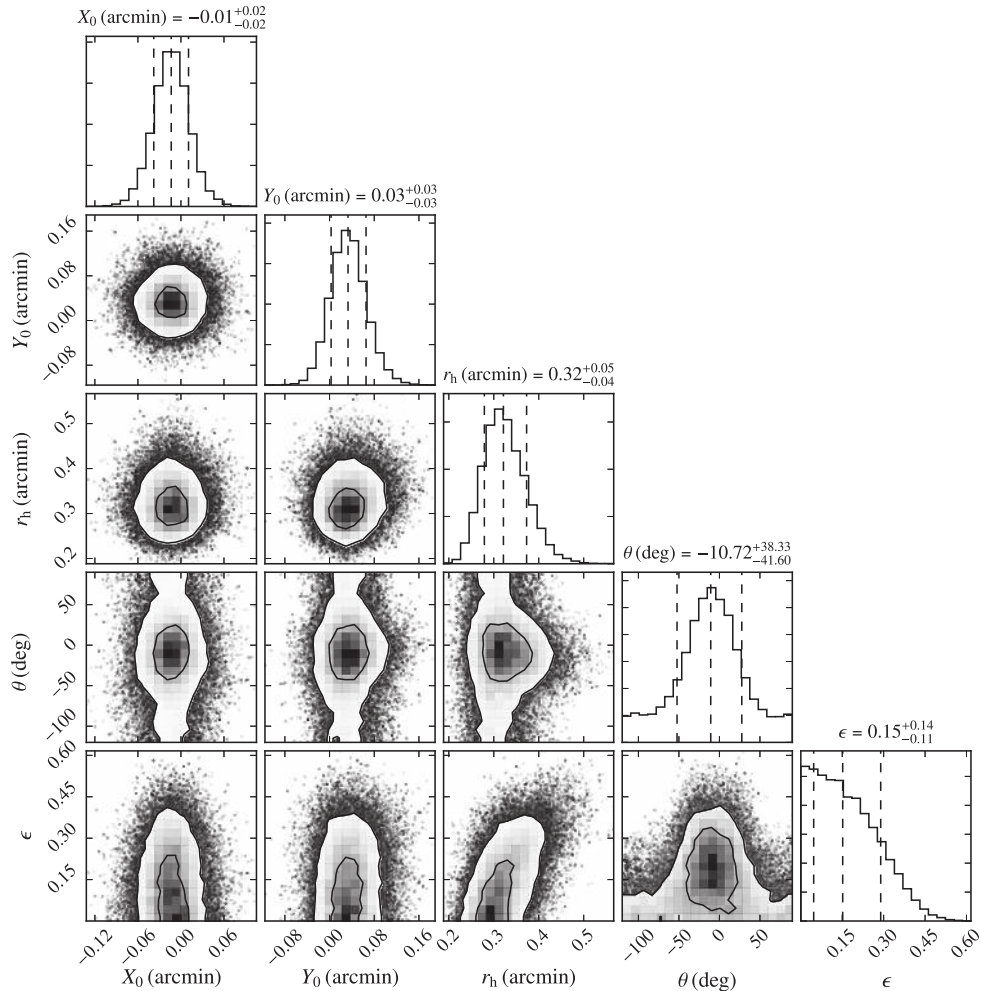 X₀ (arcmin) = −0.01 +0.02 −0.02
Y₀ (arcmin) = 0.03 +0.03 −0.03
0.16
0.08
0.00
−0.08
Y₀ (arcmin)
r_h (arcmin) = 0.32 +0.05 −0.04
0.5
0.4
0.3
0.2
r_h (arcmin)
θ (deg) = −10.72 +38.33 −41.60
50
0
−50
−100
θ (deg)
ϵ = 0.15 +0.14 −0.11
0.60
0.45
0.30
0.15
ϵ
−0.12 −0.06 0.00 0.06
−0.08 0.00 0.08 0.16
0.2 0.3 0.4 0.5
−100 −50 0 50
0.15 0.30 0.45 0.60
X₀ (arcmin) Y₀ (arcmin) r_h (arcmin) θ (deg) ϵ